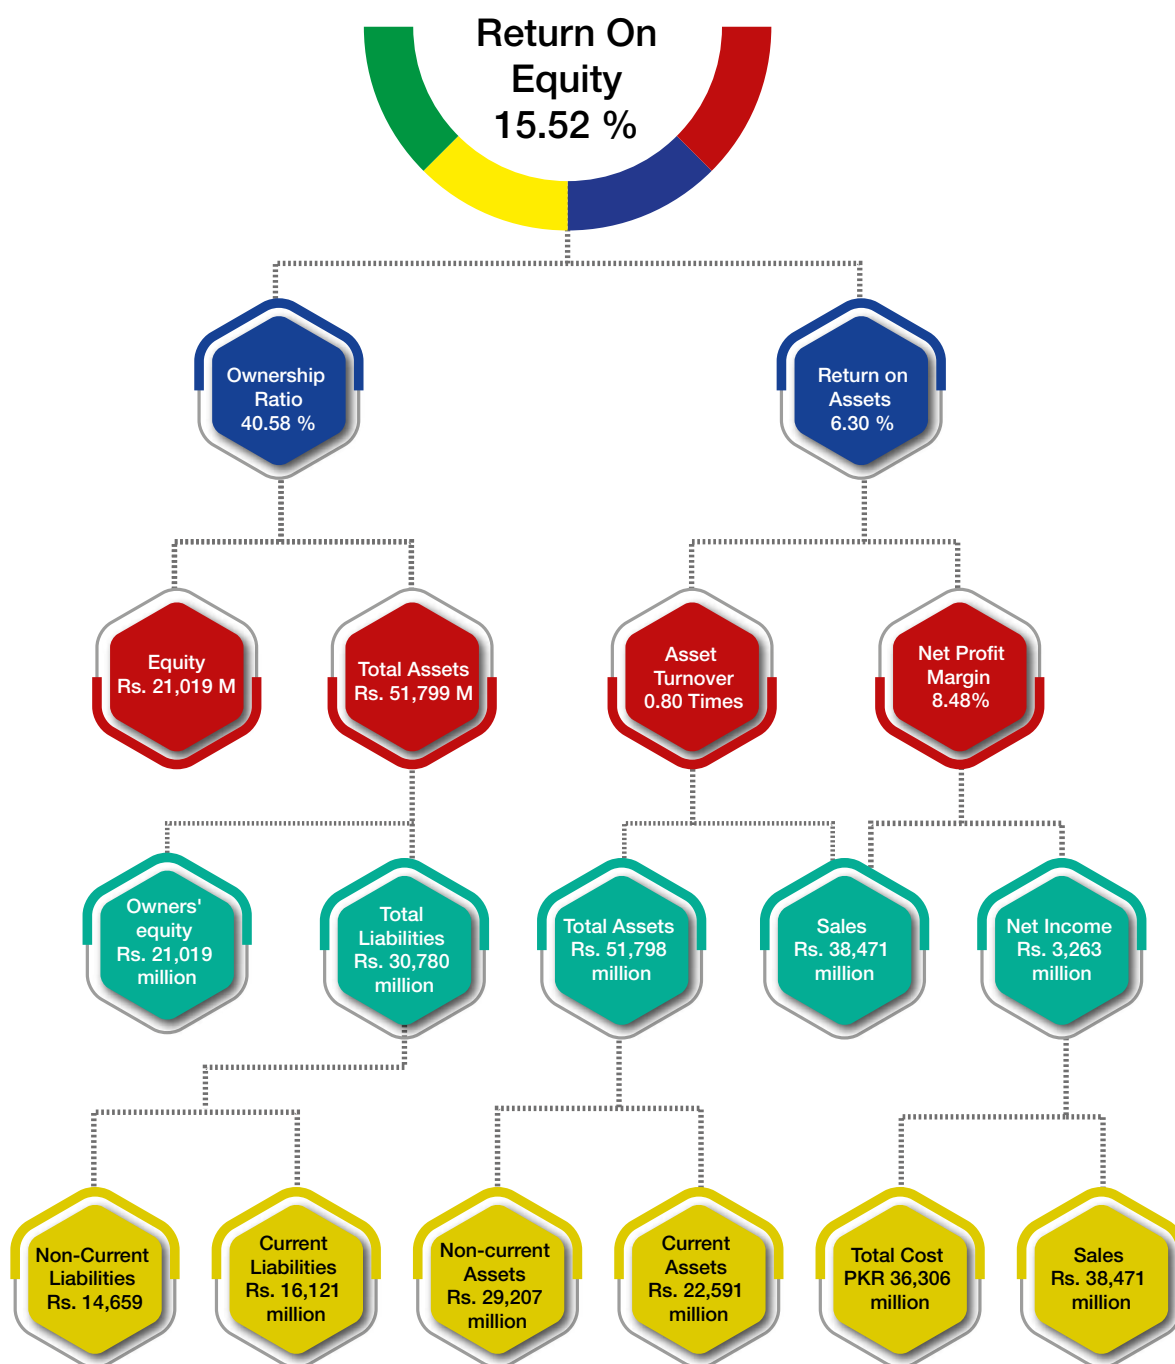 Return On
Equity
15.52 %
Ownership
Ratio
40.58 %
Return on
Assets
6.30 %
Equity
Rs. 21,019 M
Total Assets
Rs. 51,799 M
Asset
Turnover
0.80 Times
Net Profit
Margin
8.48%
Owners'
equity
Rs. 21,019
million
Total
Liabilities
Rs. 30,780
million
Total Assets
Rs. 51,798
million
Sales
Rs. 38,471
million
Net Income
Rs. 3,263
million
Non-Current
Liabilities
Rs. 14,659
Current
Liabilities
Rs. 16,121
million
Non-current
Assets
Rs. 29,207
million
Current
Assets
Rs. 22,591
million
Total Cost
PKR 36,306
million
Sales
Rs. 38,471
million